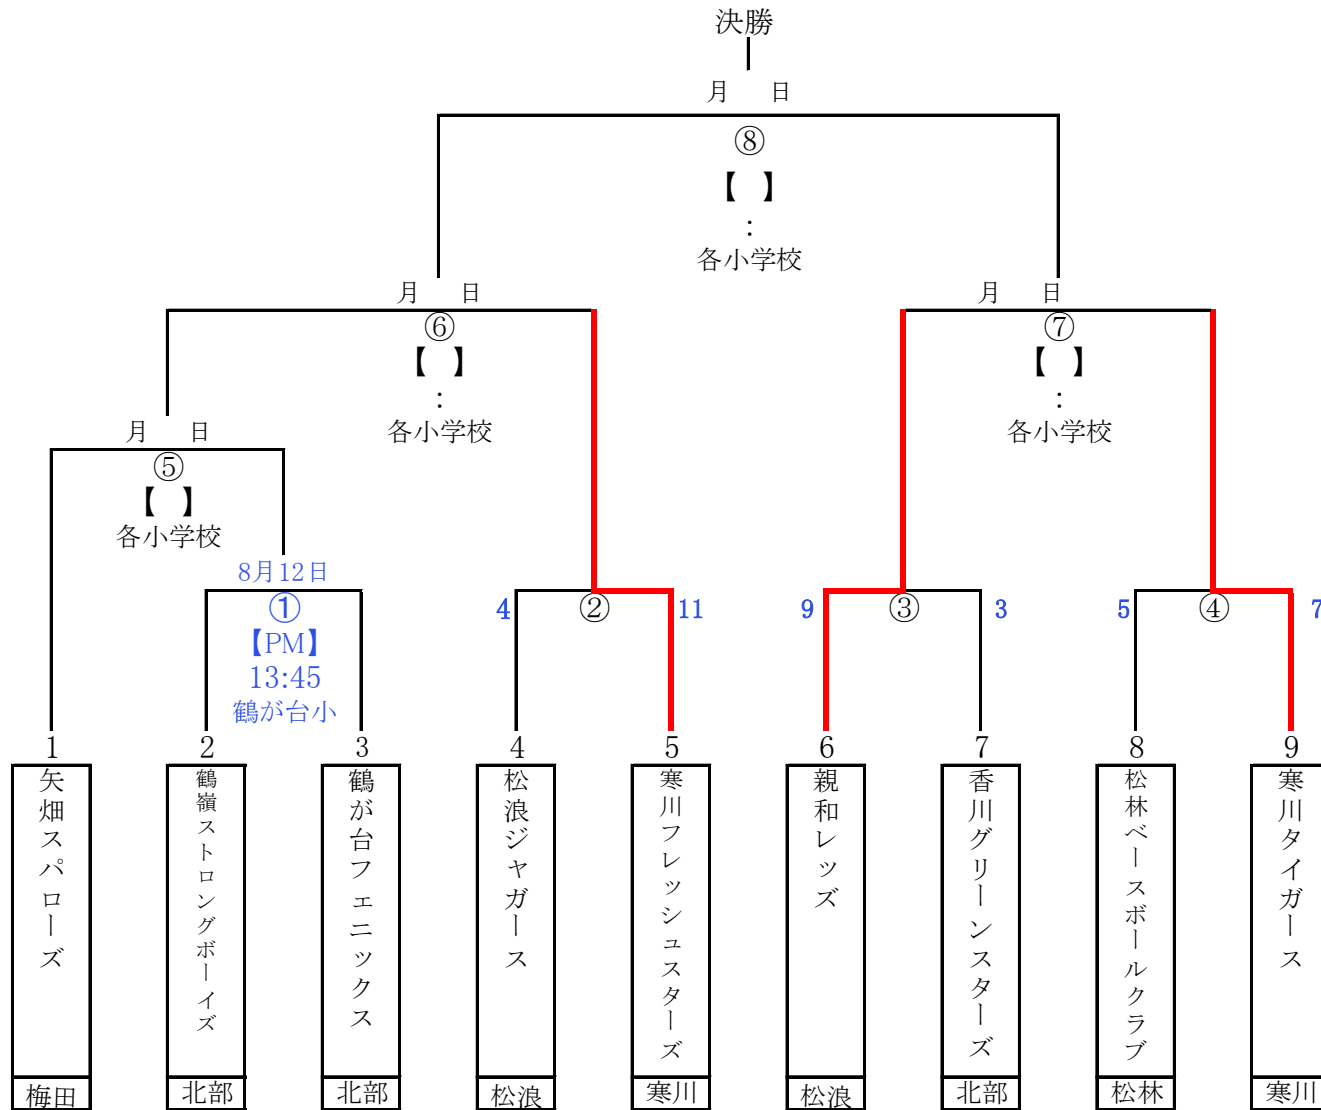 決勝
月 日
⑧
【 】
:
各小学校
月 日
⑥
【 】
:
各小学校
月 日
⑦
【 】
:
各小学校
月 日
⑤
【 】
各小学校
8月12日
①
【PM】
13:45
鶴が台小
4 ② 11
9 ③ 3
5 ④ 7
1 2 3 4 5 6 7 8 9
矢畑スパローズ
鶴嶺ストロングボーイズ
鶴が台フェニックス
松浪ジャガース
寒川フレッシュスターズ
親和レッズ
香川グリーンスターズ
松林ベースボールクラブ
寒川タイガース
梅田 北部 北部 松浪 寒川 松浪 北部 松林 寒川